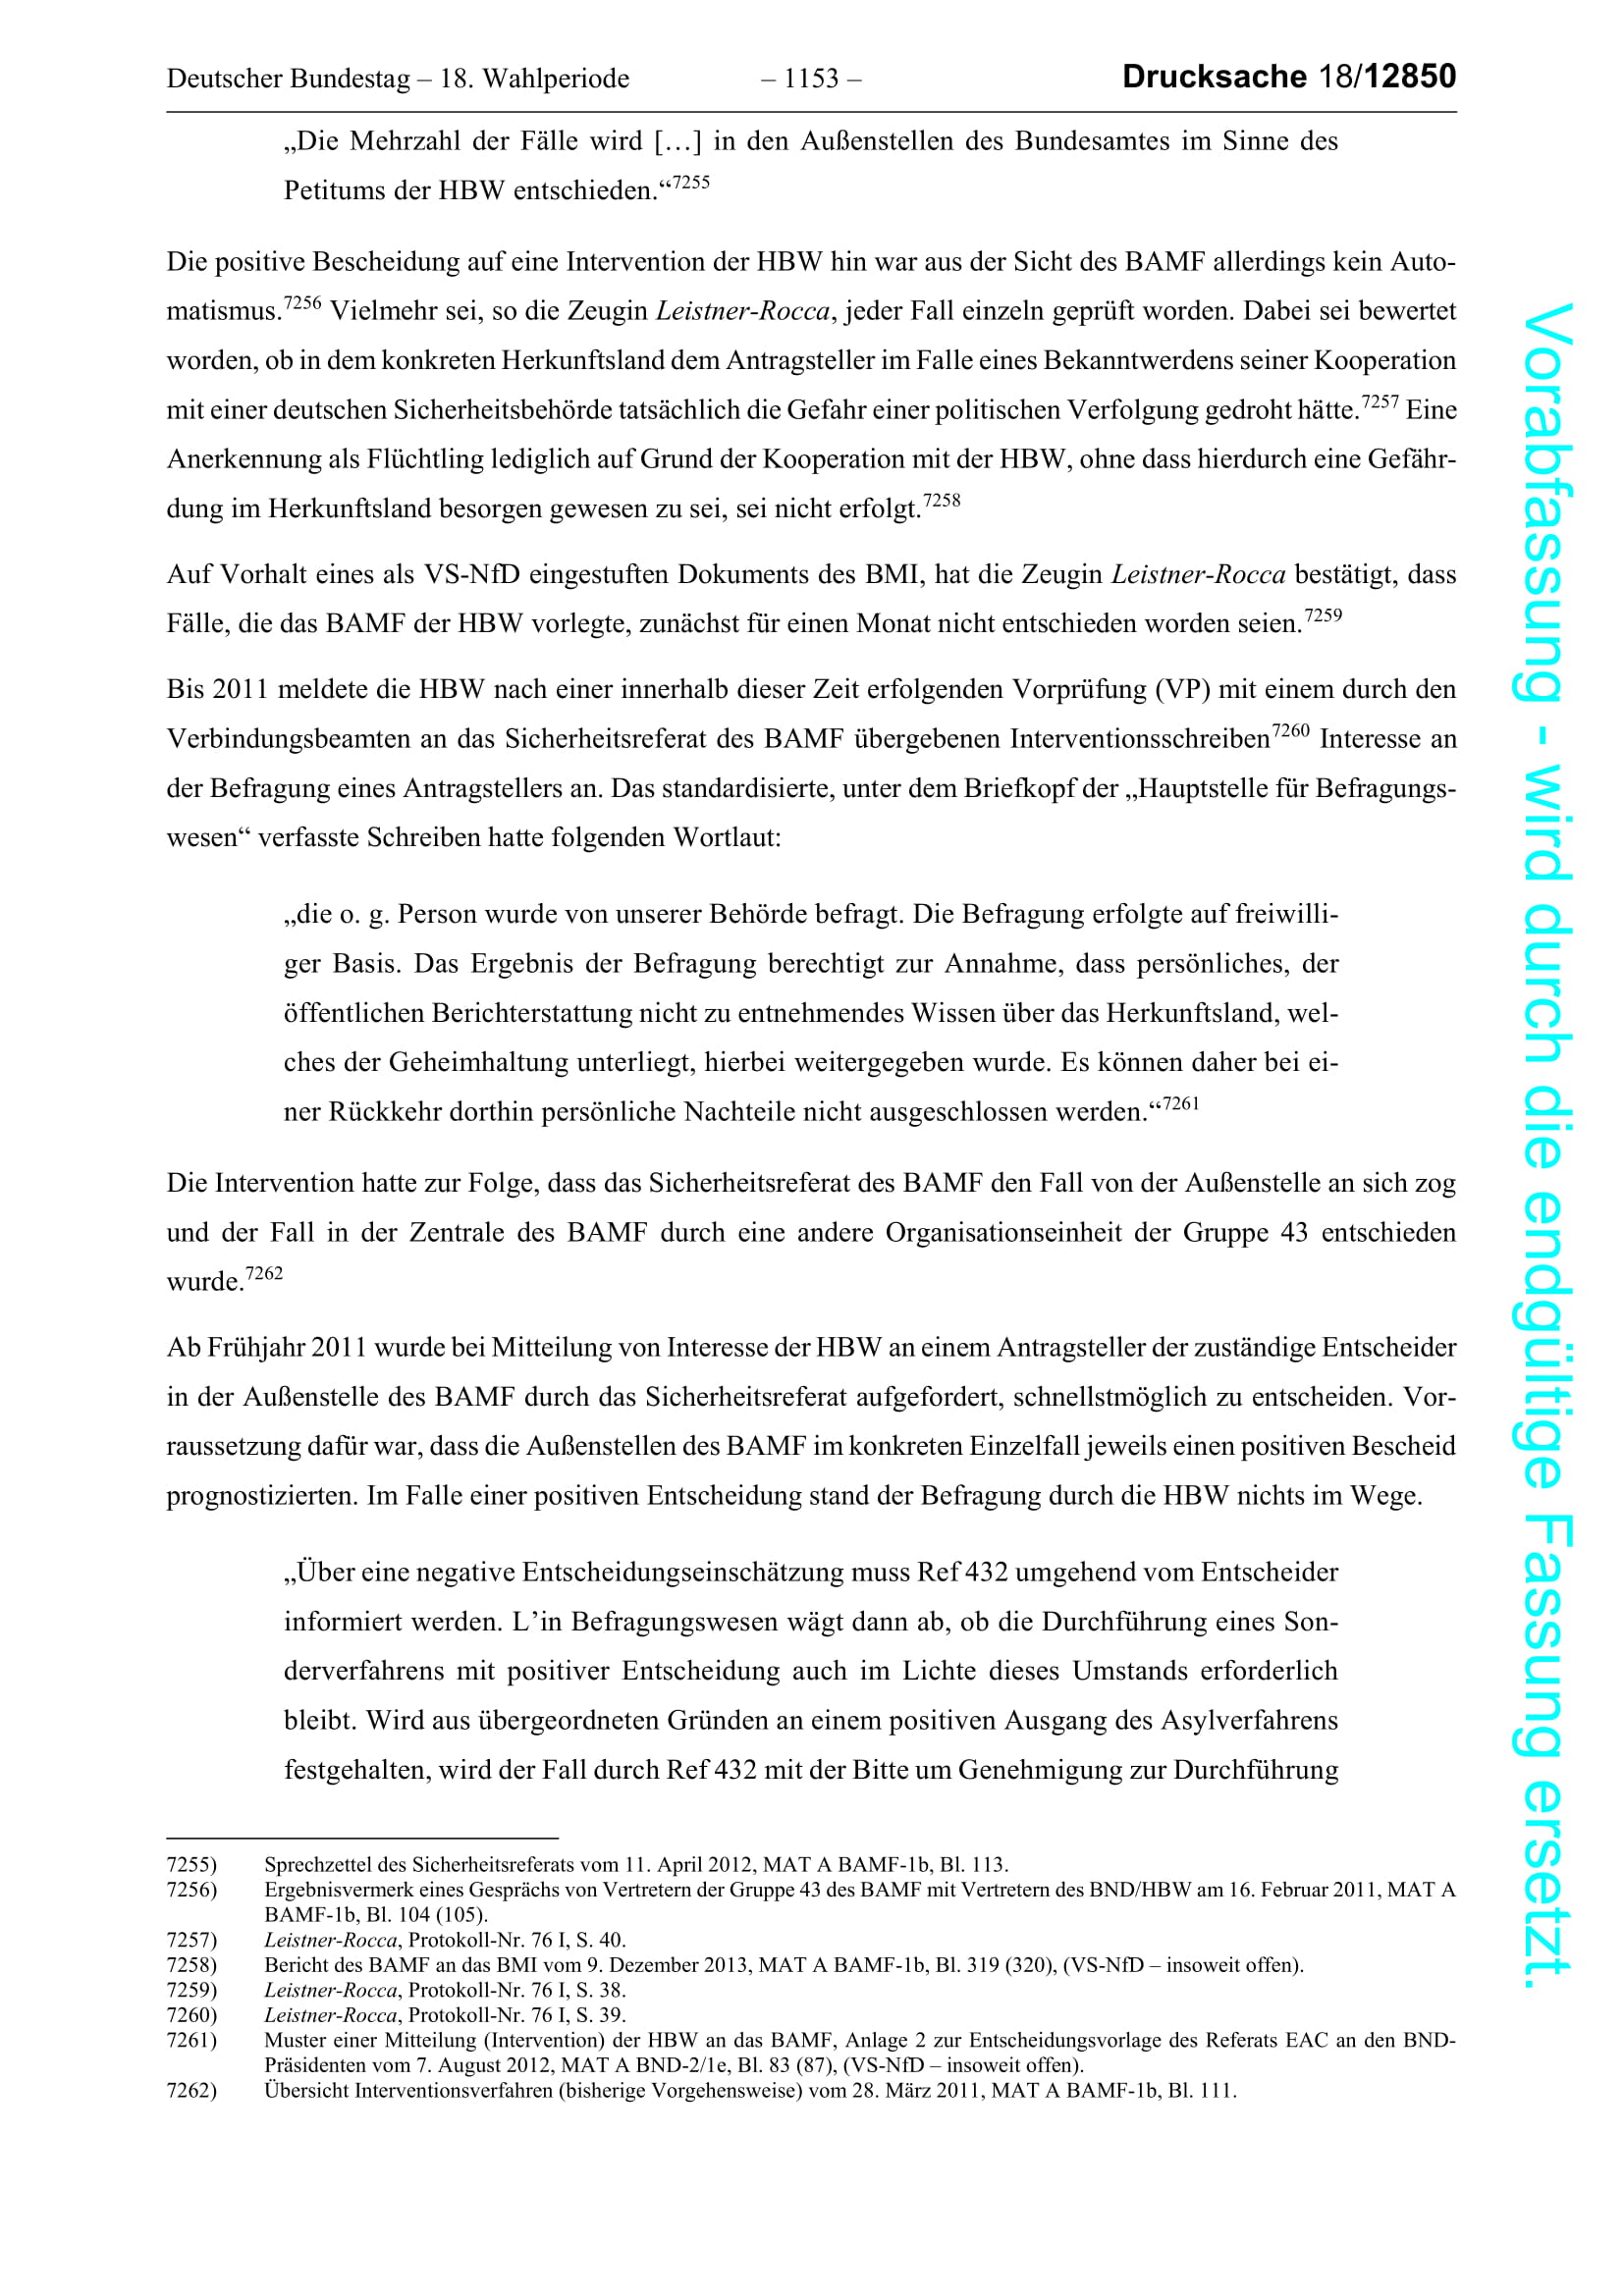 Deutscher Bundestag – 18. Wahlperiode – 1153 – Drucksache 18/12850
„Die Mehrzahl der Fälle wird […] in den Außenstellen des Bundesamtes im Sinne des
Petitums der HBW entschieden.“7255
Die positive Bescheidung auf eine Intervention der HBW hin war aus der Sicht des BAMF allerdings kein Auto-
matismus.7256 Vielmehr sei, so die Zeugin Leistner-Rocca, jeder Fall einzeln geprüft worden. Dabei sei bewertet
worden, ob in dem konkreten Herkunftsland dem Antragsteller im Falle eines Bekanntwerdens seiner Kooperation
mit einer deutschen Sicherheitsbehörde tatsächlich die Gefahr einer politischen Verfolgung gedroht hätte.7257 Eine
Anerkennung als Flüchtling lediglich auf Grund der Kooperation mit der HBW, ohne dass hierdurch eine Gefähr-
dung im Herkunftsland besorgen gewesen zu sei, sei nicht erfolgt.7258
Auf Vorhalt eines als VS-NfD eingestuften Dokuments des BMI, hat die Zeugin Leistner-Rocca bestätigt, dass
Fälle, die das BAMF der HBW vorlegte, zunächst für einen Monat nicht entschieden worden seien.7259
Bis 2011 meldete die HBW nach einer innerhalb dieser Zeit erfolgenden Vorprüfung (VP) mit einem durch den
Verbindungsbeamten an das Sicherheitsreferat des BAMF übergebenen Interventionsschreiben7260 Interesse an
der Befragung eines Antragstellers an. Das standardisierte, unter dem Briefkopf der „Hauptstelle für Befragungs-
wesen“ verfasste Schreiben hatte folgenden Wortlaut:
„die o. g. Person wurde von unserer Behörde befragt. Die Befragung erfolgte auf freiwilli-
ger Basis. Das Ergebnis der Befragung berechtigt zur Annahme, dass persönliches, der
öffentlichen Berichterstattung nicht zu entnehmendes Wissen über das Herkunftsland, wel-
ches der Geheimhaltung unterliegt, hierbei weitergegeben wurde. Es können daher bei ei-
ner Rückkehr dorthin persönliche Nachteile nicht ausgeschlossen werden.“7261
Die Intervention hatte zur Folge, dass das Sicherheitsreferat des BAMF den Fall von der Außenstelle an sich zog
und der Fall in der Zentrale des BAMF durch eine andere Organisationseinheit der Gruppe 43 entschieden
wurde.7262
Ab Frühjahr 2011 wurde bei Mitteilung von Interesse der HBW an einem Antragsteller der zuständige Entscheider
in der Außenstelle des BAMF durch das Sicherheitsreferat aufgefordert, schnellstmöglich zu entscheiden. Vor-
raussetzung dafür war, dass die Außenstellen des BAMF im konkreten Einzelfall jeweils einen positiven Bescheid
prognostizierten. Im Falle einer positiven Entscheidung stand der Befragung durch die HBW nichts im Wege.
„Über eine negative Entscheidungseinschätzung muss Ref 432 umgehend vom Entscheider
informiert werden. L’in Befragungswesen wägt dann ab, ob die Durchführung eines Son-
derverfahrens mit positiver Entscheidung auch im Lichte dieses Umstands erforderlich
bleibt. Wird aus übergeordneten Gründen an einem positiven Ausgang des Asylverfahrens
festgehalten, wird der Fall durch Ref 432 mit der Bitte um Genehmigung zur Durchführung
7255) Sprechzettel des Sicherheitsreferats vom 11. April 2012, MAT A BAMF-1b, Bl. 113.
7256) Ergebnisvermerk eines Gesprächs von Vertretern der Gruppe 43 des BAMF mit Vertretern des BND/HBW am 16. Februar 2011, MAT A
BAMF-1b, Bl. 104 (105).
7257) Leistner-Rocca, Protokoll-Nr. 76 I, S. 40.
7258) Bericht des BAMF an das BMI vom 9. Dezember 2013, MAT A BAMF-1b, Bl. 319 (320), (VS-NfD – insoweit offen).
7259) Leistner-Rocca, Protokoll-Nr. 76 I, S. 38.
7260) Leistner-Rocca, Protokoll-Nr. 76 I, S. 39.
7261) Muster einer Mitteilung (Intervention) der HBW an das BAMF, Anlage 2 zur Entscheidungsvorlage des Referats EAC an den BND-
Präsidenten vom 7. August 2012, MAT A BND-2/1e, Bl. 83 (87), (VS-NfD – insoweit offen).
7262) Übersicht Interventionsverfahren (bisherige Vorgehensweise) vom 28. März 2011, MAT A BAMF-1b, Bl. 111.
Vorabfassung - wird durch die endgültige Fassung ersetzt.